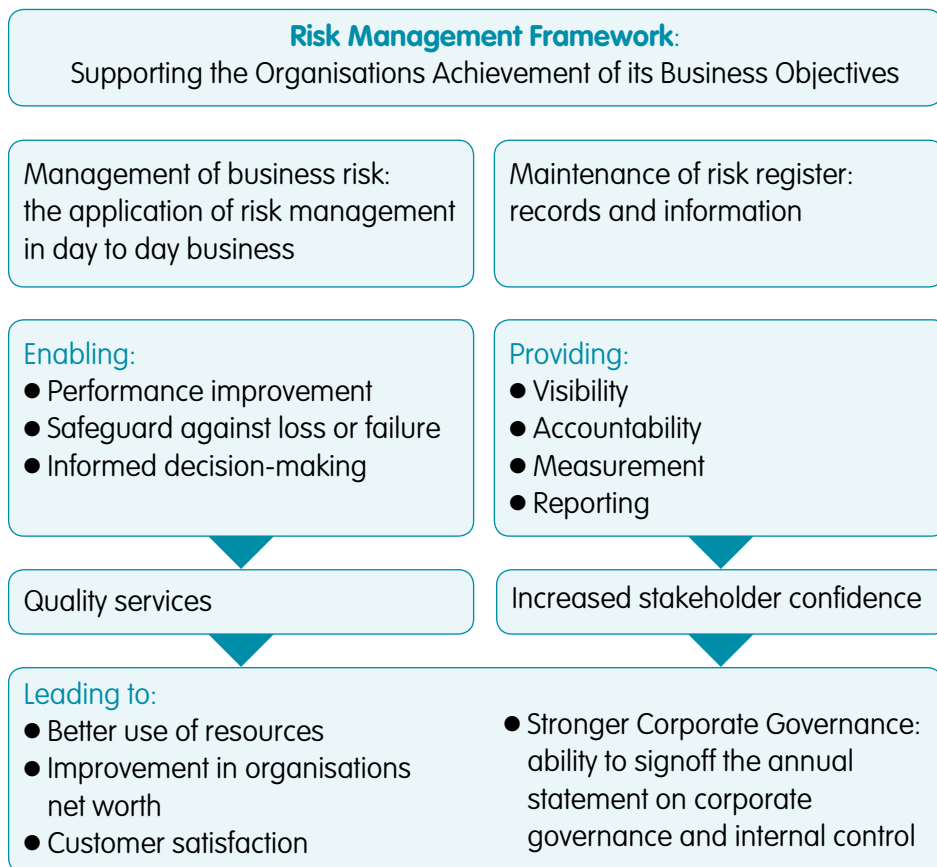 Risk Management Framework:
Supporting the Organisations Achievement of its Business Objectives
Management of business risk:
the application of risk management
in day to day business
Maintenance of risk register:
records and information
Enabling:
● Performance improvement
● Safeguard against loss or failure
● Informed decision-making
Providing:
● Visibility
● Accountability
● Measurement
● Reporting
Quality services
Increased stakeholder confidence
Leading to:
● Better use of resources
● Improvement in organisations
net worth
● Customer satisfaction
● Stronger Corporate Governance:
ability to signoff the annual
statement on corporate
governance and internal control